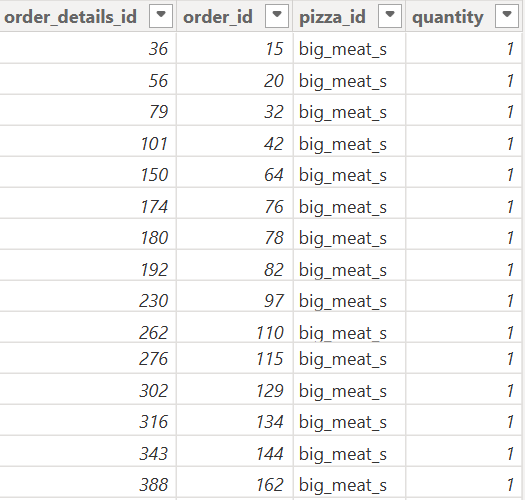 order_details_id order_id pizza_id quantity
36 15 big_meat_s 1
56 20 big_meat_s 1
79 32 big_meat_s 1
101 42 big_meat_s 1
150 64 big_meat_s 1
174 76 big_meat_s 1
180 78 big_meat_s 1
192 82 big_meat_s 1
230 97 big_meat_s 1
262 110 big_meat_s 1
276 115 big_meat_s 1
302 129 big_meat_s 1
316 134 big_meat_s 1
343 144 big_meat_s 1
388 162 big_meat_s 1